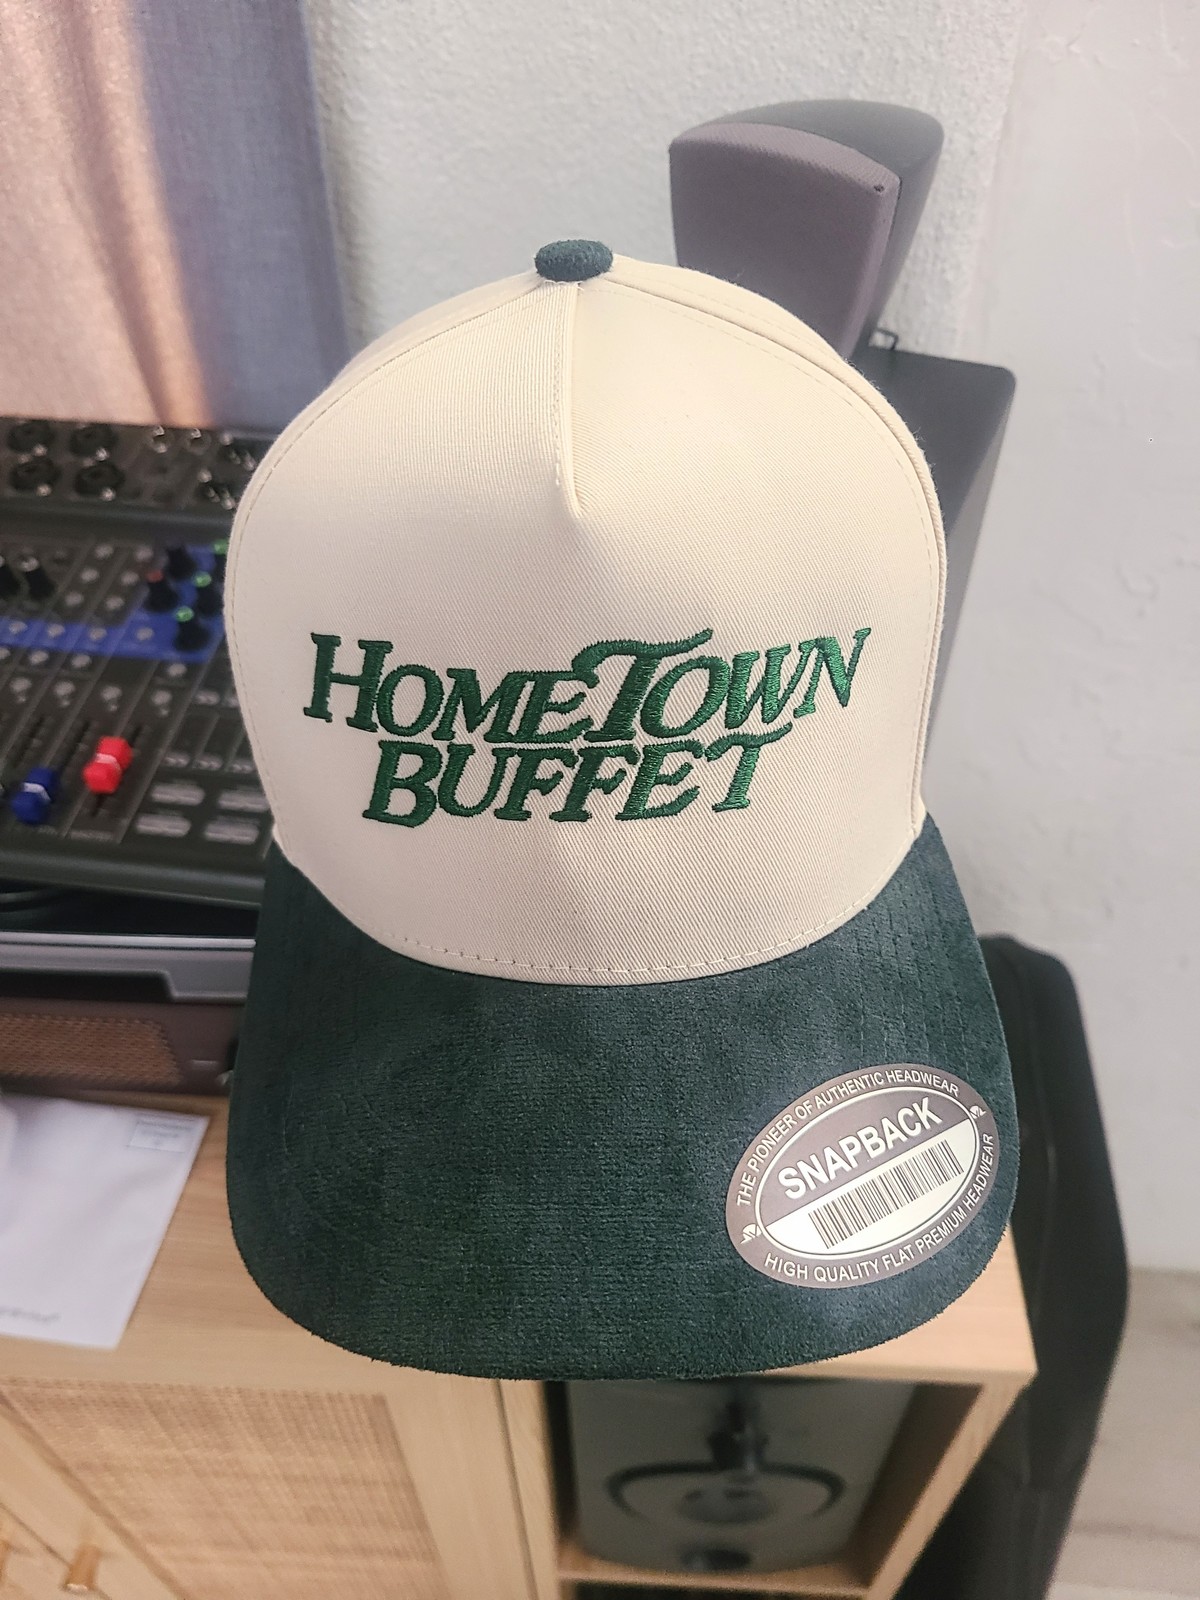 HOMETOWN
BUFFET
THE PIONEER OF AUTHENTIC HEADWEAR
SNAPBACK
HIGH QUALITY FLAT PREMIUM HEADWEAR